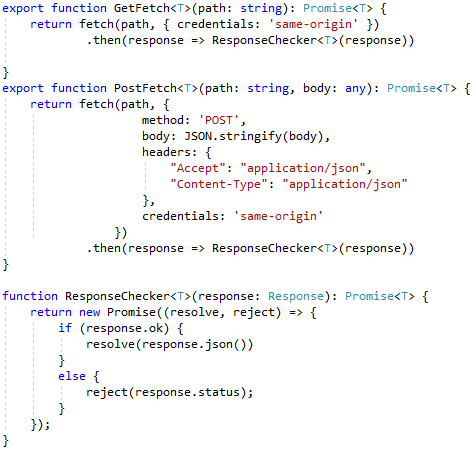 export function GetFetch<T>(path: string): Promise<T> {
    return fetch(path, { credentials: 'same-origin' })
            .then(response => ResponseChecker<T>(response))

}
export function PostFetch<T>(path: string, body: any): Promise<T> {
    return fetch(path, {
                    method: 'POST',
                    body: JSON.stringify(body),
                    headers: {
                        "Accept": "application/json",
                        "Content-Type": "application/json"
                    },
                    credentials: 'same-origin'
                })
            .then(response => ResponseChecker<T>(response))
}

function ResponseChecker<T>(response: Response): Promise<T> {
    return new Promise((resolve, reject) => {
        if (response.ok) {
            resolve(response.json())
        }
        else {
            reject(response.status);
        }
    });
}